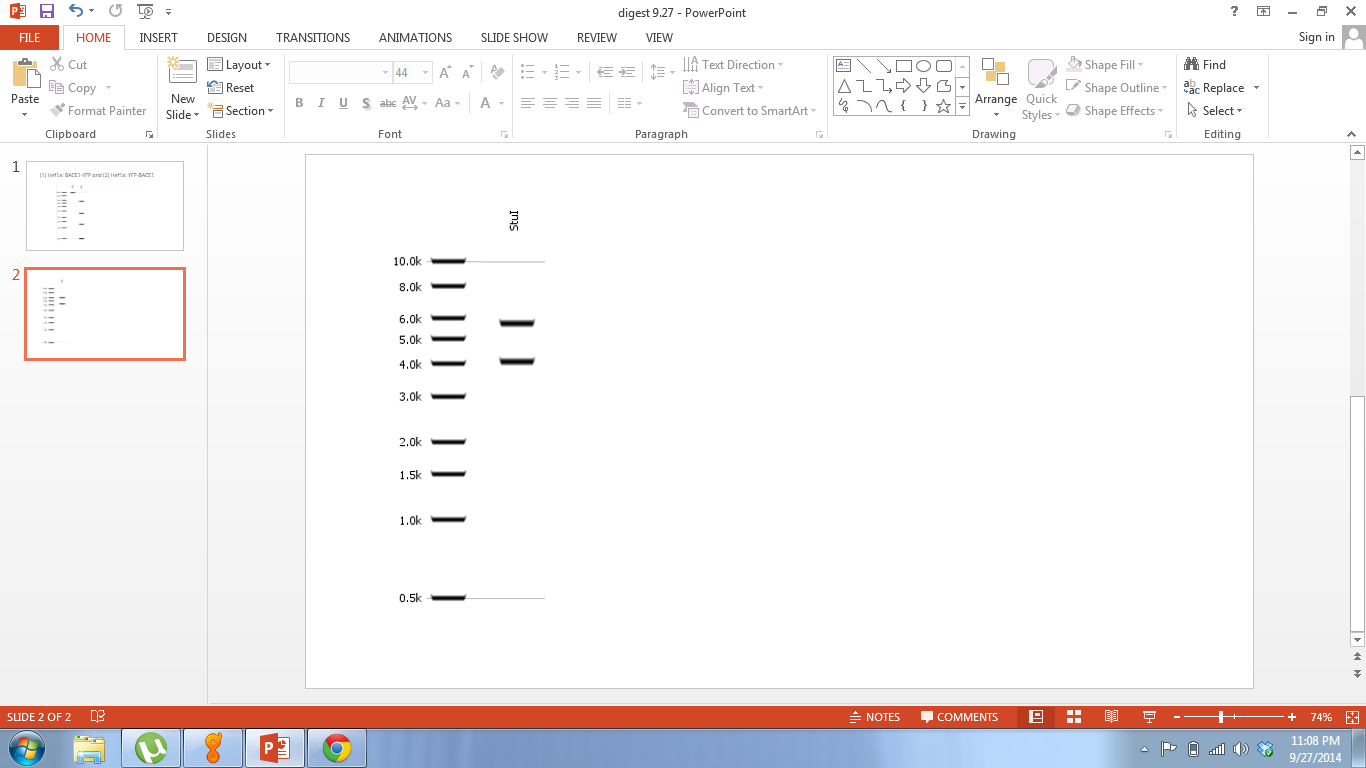 digest 9.27 - PowerPoint
?
FILE HOME INSERT DESIGN TRANSITIONS ANIMATIONS SLIDE SHOW REVIEW VIEW Sign in
Paste
Cut
Copy
Format Painter
Clipboard
New
Slide
Layout
Reset
Section
Slides
44
B I U S abc AV Aa A
Font
Text Direction
Align Text
Convert to SmartArt
Paragraph
Arrange
Quick
Styles
Shape Fill
Shape Outline
Shape Effects
Drawing
Find
Replace
Select
Editing
1
2
StuI
10.0k
8.0k
6.0k
5.0k
4.0k
3.0k
2.0k
1.5k
1.0k
0.5k
SLIDE 2 OF 2 NOTES COMMENTS 74%
11:08 PM
9/27/2014